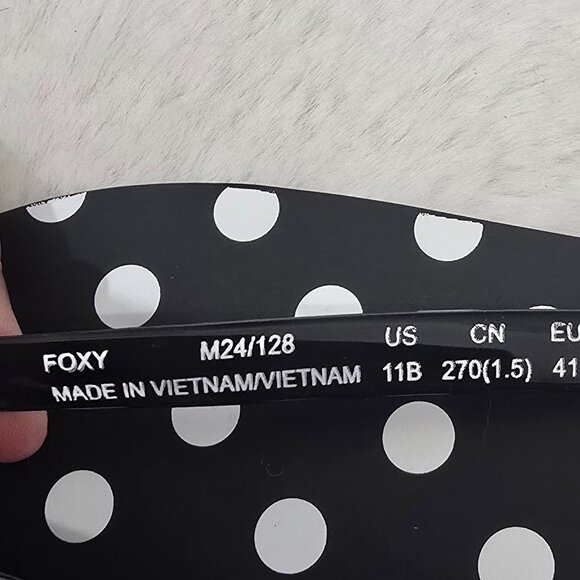 FOXY M24/128 US CN EU
MADE IN VIETNAM/VIETNAM 11B 270(1.5) 41